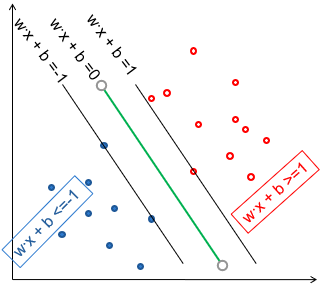 w·x + b =-1
w·x + b =0
w·x + b =1
w·x + b >=1
w·x + b <=-1